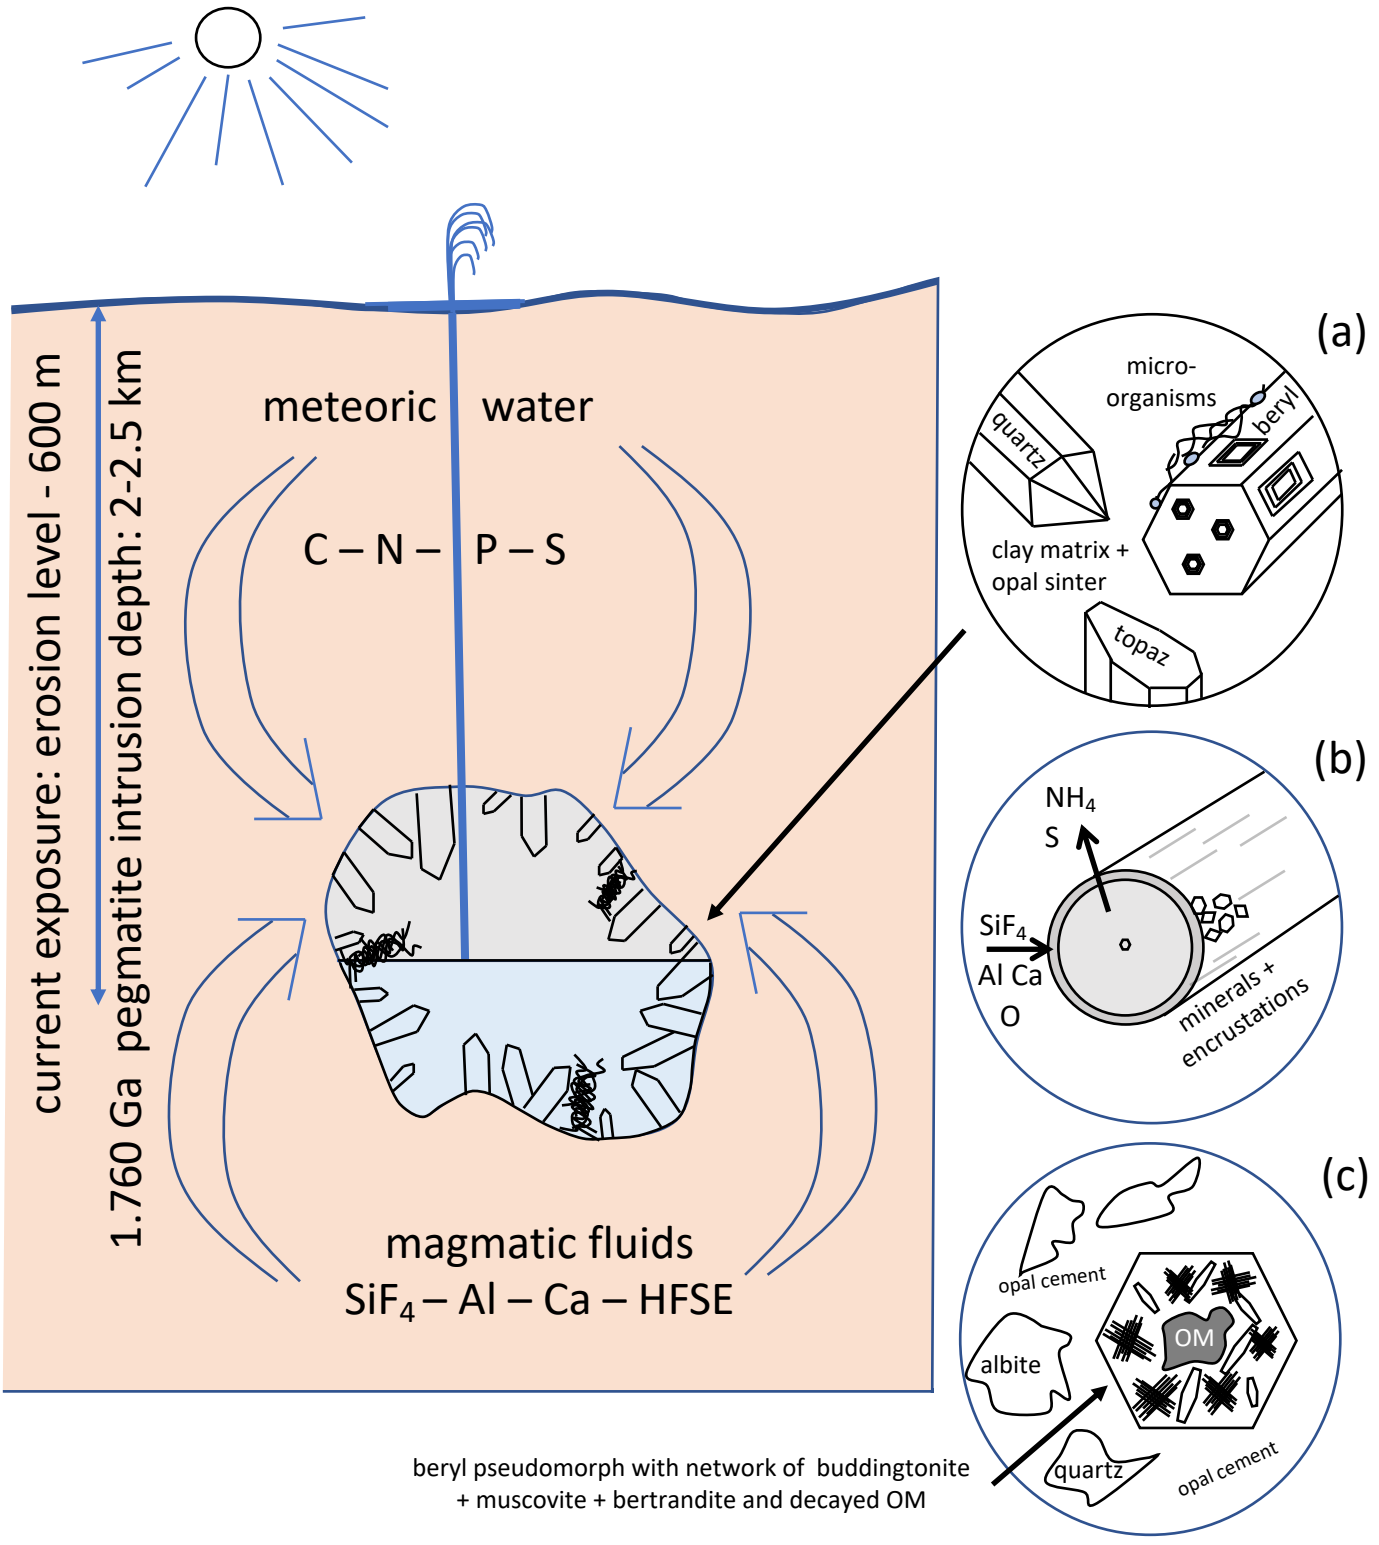 current exposure: erosion level - 600 m
1.760 Ga pegmatite intrusion depth: 2-2.5 km
meteoric water
C – N – P – S
magmatic fluids
SiF4 – Al – Ca – HFSE
(a)
micro-
organisms
quartz
beryl
clay matrix +
opal sinter
topaz
(b)
NH4
S
SiF4
Al Ca
O
minerals +
encrustations
(c)
opal cement
OM
albite
quartz
opal cement
beryl pseudomorph with network of buddingtonite
+ muscovite + bertrandite and decayed OM